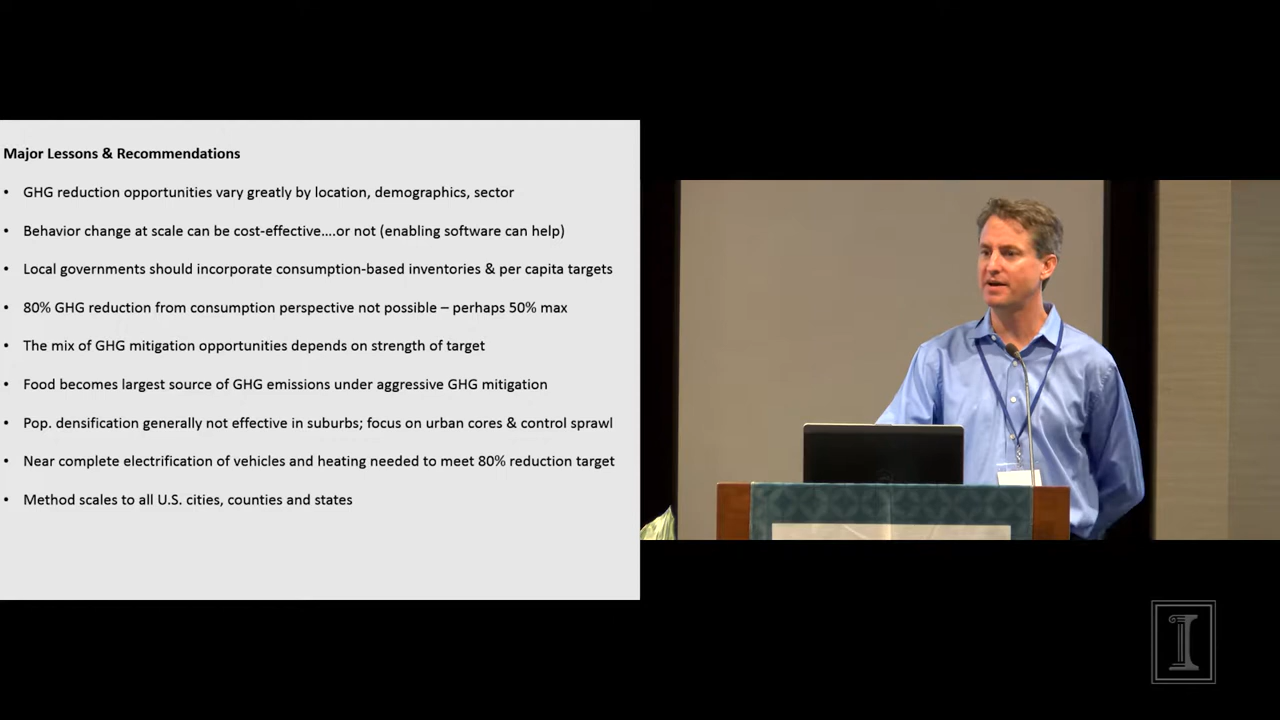 Major Lessons & Recommendations
• GHG reduction opportunities vary greatly by location, demographics, sector
• Behavior change at scale can be cost-effective....or not (enabling software can help)
• Local governments should incorporate consumption-based inventories & per capita targets
• 80% GHG reduction from consumption perspective not possible – perhaps 50% max
• The mix of GHG mitigation opportunities depends on strength of target
• Food becomes largest source of GHG emissions under aggressive GHG mitigation
• Pop. densification generally not effective in suburbs; focus on urban cores & control sprawl
• Near complete electrification of vehicles and heating needed to meet 80% reduction target
• Method scales to all U.S. cities, counties and states
I